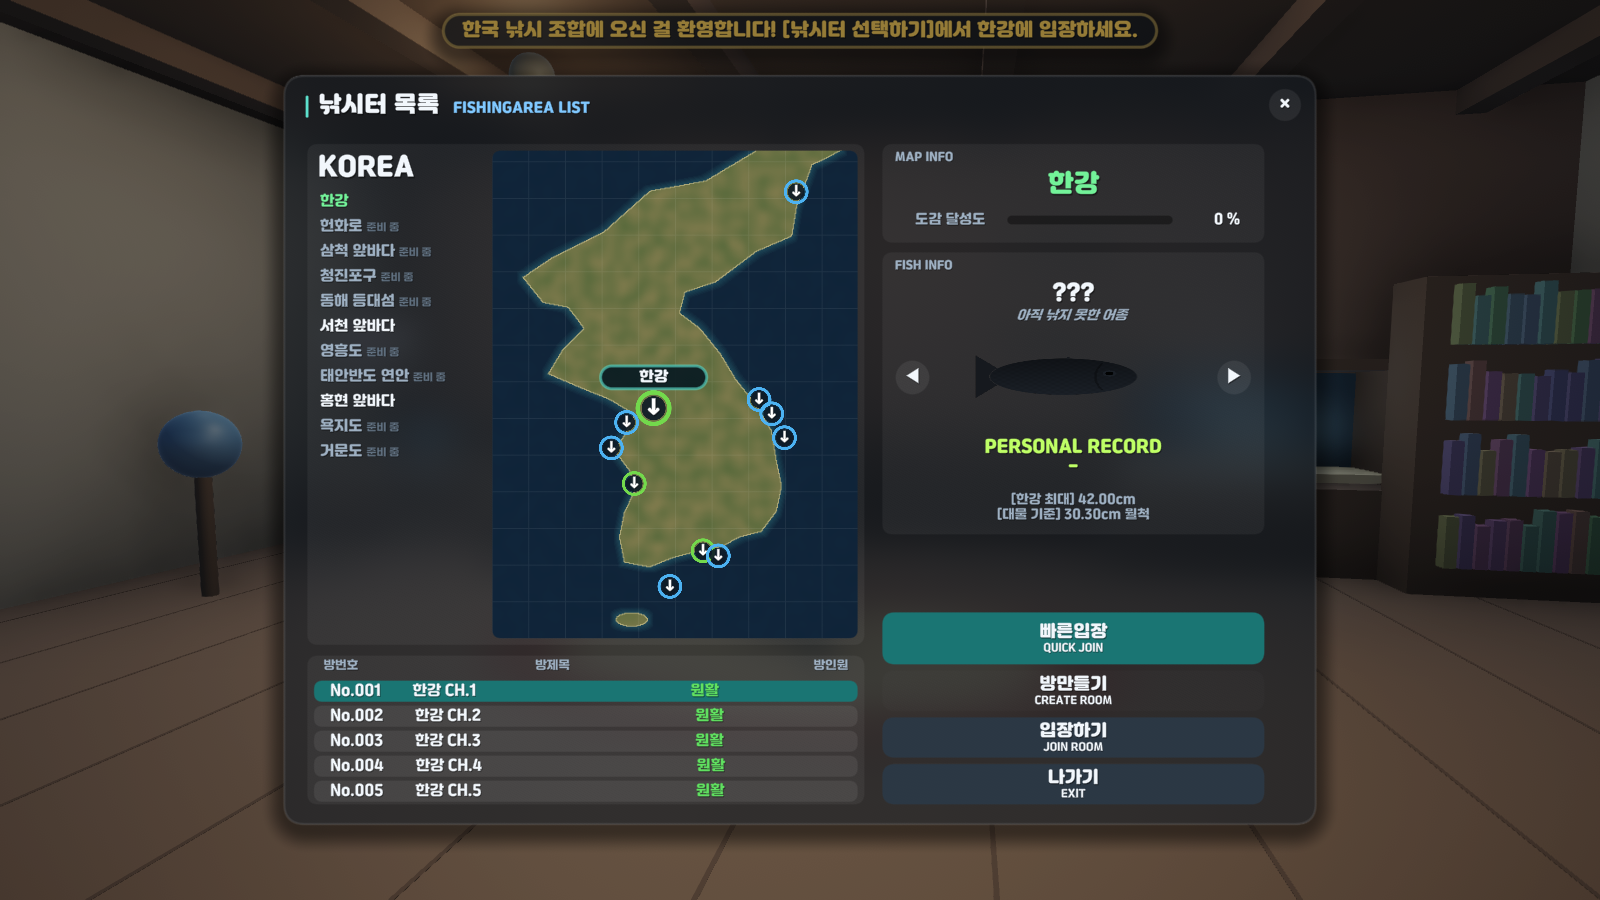 한국 낚시 조합에 오신 걸 환영합니다! [낚시터 선택하기]에서 한강에 입장하세요.
낚시터 목록 FISHINGAREA LIST
KOREA
한강
헌화로 준비 중
삼척 앞바다 준비 중
청진포구 준비 중
동해 등대섬 준비 중
서천 앞바다
영흥도 준비 중
태안반도 연안 준비 중
홍현 앞바다
욕지도 준비 중
거문도 준비 중
한강
MAP INFO
한강
도감 달성도 0 %
FISH INFO
???
아직 낚지 못한 어종
PERSONAL RECORD
–
[한강 최대] 42.00cm
[대물 기준] 30.30cm 월척
방번호 방제목 방인원
No.001 한강 CH.1 원활
No.002 한강 CH.2 원활
No.003 한강 CH.3 원활
No.004 한강 CH.4 원활
No.005 한강 CH.5 원활
빠른입장
QUICK JOIN
방만들기
CREATE ROOM
입장하기
JOIN ROOM
나가기
EXIT